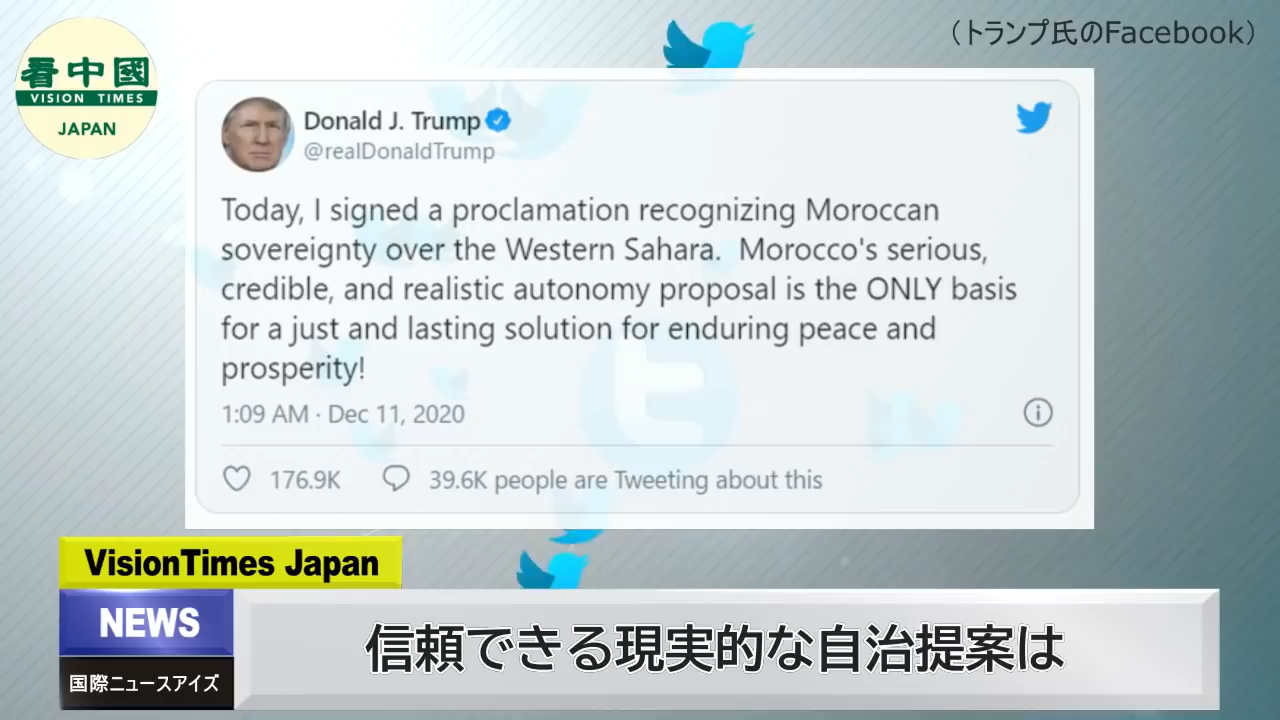 （トランプ氏のFacebook）
看中國
VISION TIMES
JAPAN
Donald J. Trump
@realDonaldTrump
Today, I signed a proclamation recognizing Moroccan
sovereignty over the Western Sahara. Morocco's serious,
credible, and realistic autonomy proposal is the ONLY basis
for a just and lasting solution for enduring peace and
prosperity!
1:09 AM · Dec 11, 2020
176.9K 39.6K people are Tweeting about this
VisionTimes Japan
NEWS
国際ニュースアイズ
信頼できる現実的な自治提案は